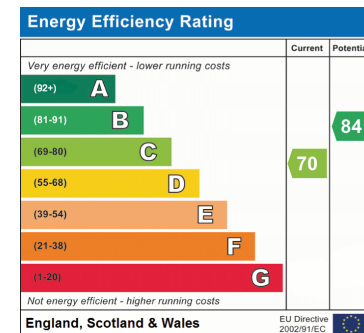 Energy Efficiency Rating
Current Potentia
Very energy efficient - lower running costs
(92+) A
(81-91) B
84
(69-80) C
70
(55-68) D
(39-54) E
(21-38) F
(1-20) G
Not energy efficient - higher running costs
England, Scotland & Wales
EU Directive
2002/91/EC